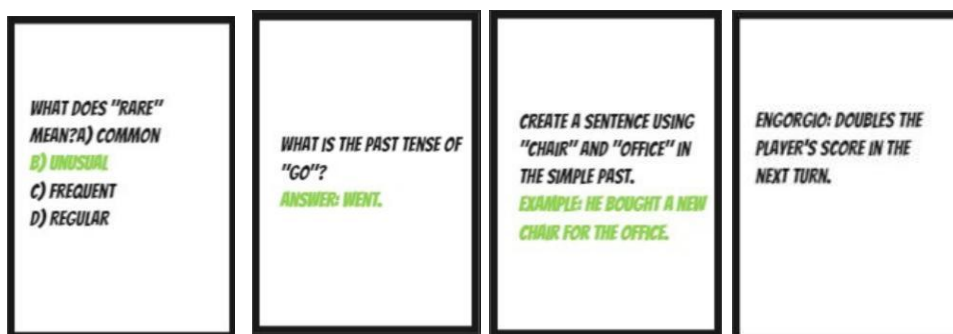 WHAT DOES "RARE"
MEAN?A) COMMON
B) UNUSUAL
C) FREQUENT
D) REGULAR
WHAT IS THE PAST TENSE OF
"GO"?
ANSWER: WENT.
CREATE A SENTENCE USING
"CHAIR" AND "OFFICE" IN
THE SIMPLE PAST.
EXAMPLE: HE BOUGHT A NEW
CHAIR FOR THE OFFICE.
ENGORGIO: DOUBLES THE
PLAYER'S SCORE IN THE
NEXT TURN.